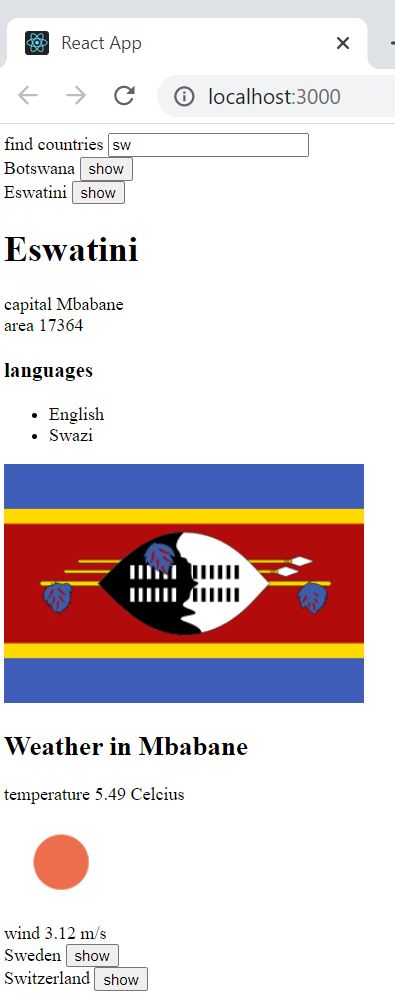 React App
localhost:3000
find countries sw
Botswana show
Eswatini show
Eswatini
capital Mbabane
area 17364
languages
English
Swazi
Weather in Mbabane
temperature 5.49 Celcius
wind 3.12 m/s
Sweden show
Switzerland show